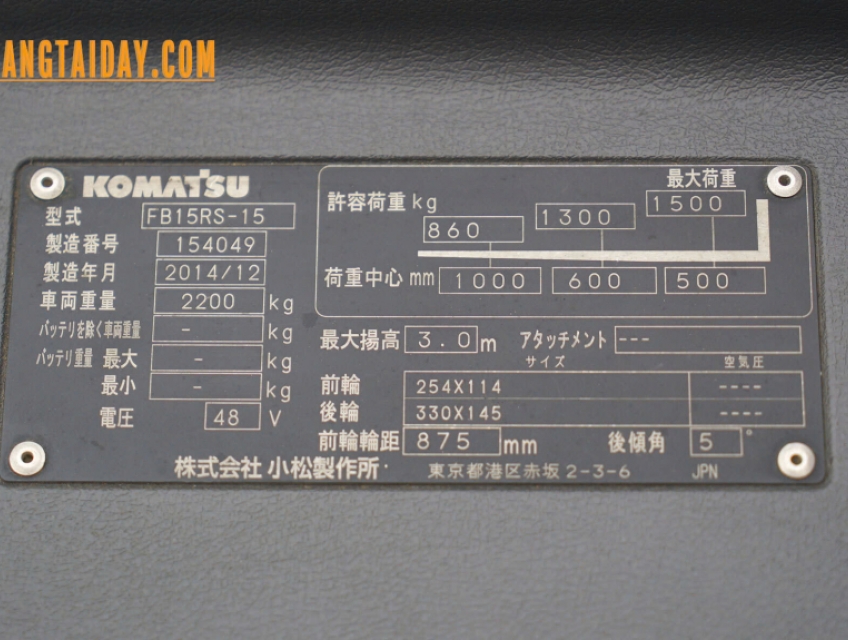 ANGTAIDAY.COM
KOMATSU
型式 FB15RS-15
製造番号 154049
製造年月 2014/12
車両重量 2200 kg
バッテリを除く車両重量 - kg
バッテリ重量 最大 - kg
最小 - kg
電圧 48 V
最大荷重
許容荷重 kg 860 1300 1500
荷重中心 mm 1000 600 500
最大揚高 3.0 m アタッチメント ---
サイズ 空気圧
前輪 254X114 ----
後輪 330X145 ----
前輪輪距 875 mm 後傾角 5 °
株式会社 小松製作所 東京都港区赤坂 2-3-6 JPN